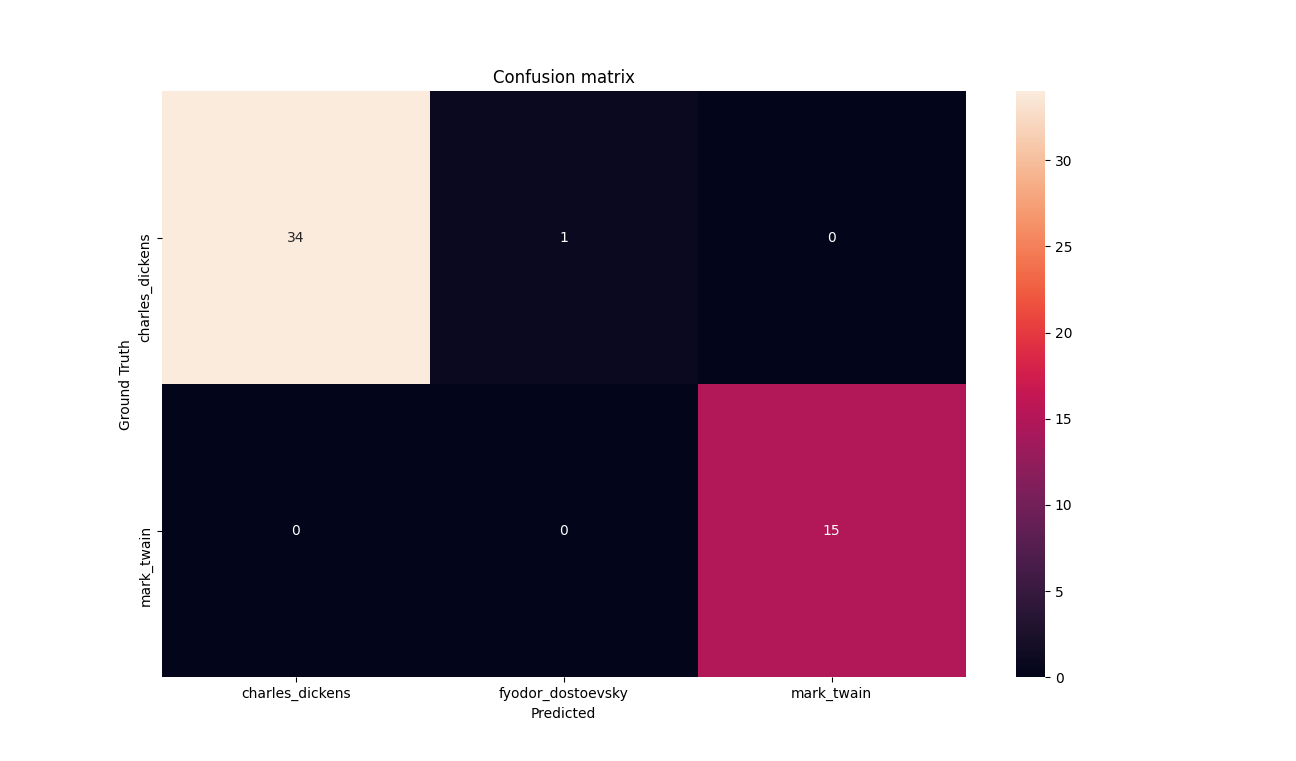 Confusion matrix
Ground Truth
charles_dickens
34
1
0
mark_twain
0
0
15
charles_dickens
fyodor_dostoevsky
mark_twain
Predicted
30
25
20
15
10
5
0